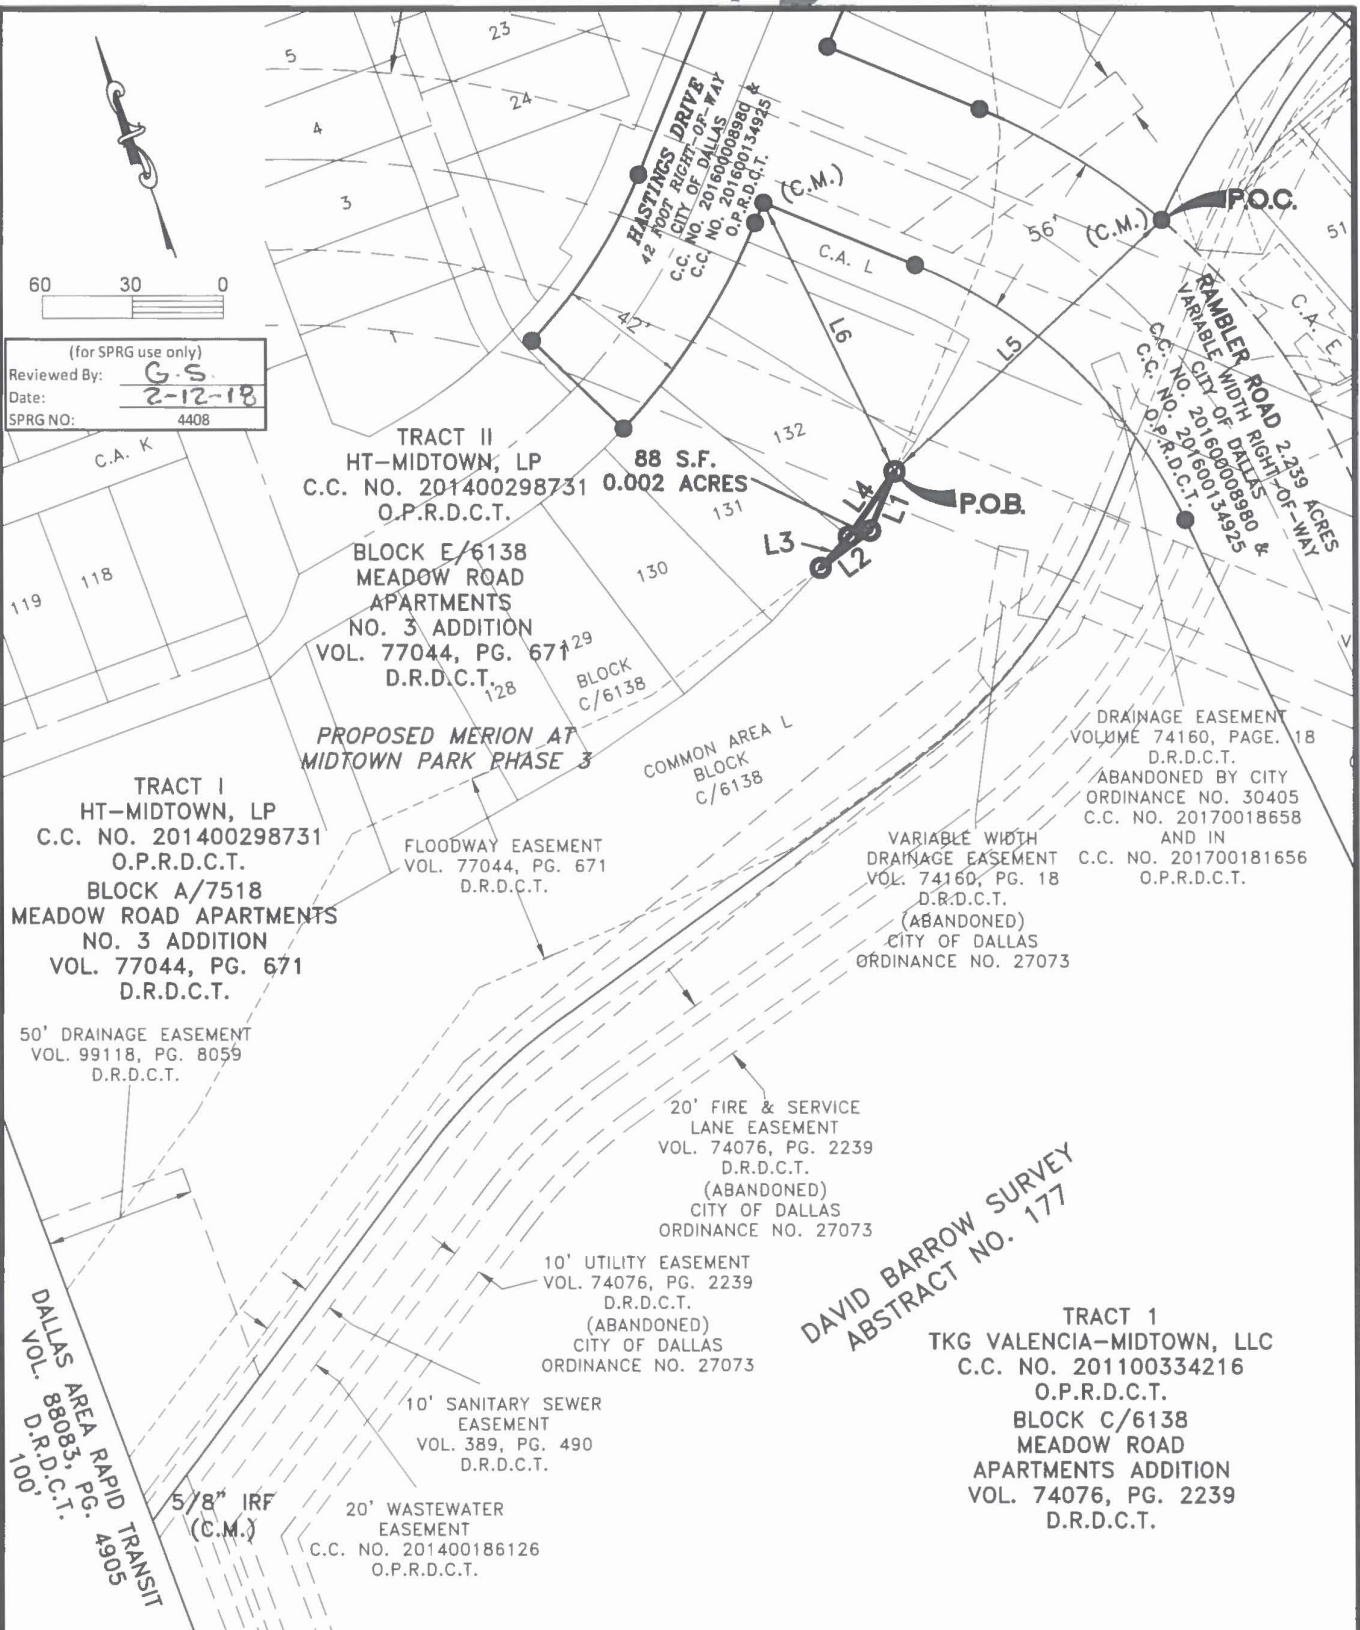 5
23
24
4
3
1
HASTINGS DRIVE
42 FOOT RIGHT-OF-WAY
CITY OF DALLAS
C.C. NO. 201600008980 &
C.C. NO. 201600134925
O.P.R.D.C.T.
(C.M.)
(C.M.)
P.O.C.
56'
51
C.A. L
C.A. E
60 30 0
(for SPRG use only)
Reviewed By: G.S.
Date: 2-12-18
SPRG NO: 4408
42'
L6
L5
RAMBLER ROAD 2.239 ACRES
VARIABLE WIDTH RIGHT-OF-WAY
CITY OF DALLAS
C.C. NO. 201600008980 &
C.C. NO. 201600134925
O.P.R.D.C.T.
C.A. K
TRACT II
HT-MIDTOWN, LP
C.C. NO. 201400298731
O.P.R.D.C.T.
88 S.F.
0.002 ACRES
132
131
130
129
128
L4
L1
L3
L2
P.O.B.
BLOCK E/6138
MEADOW ROAD
APARTMENTS
NO. 3 ADDITION
VOL. 77044, PG. 671
D.R.D.C.T.
119
118
BLOCK
C/6138
PROPOSED MERION AT
MIDTOWN PARK PHASE 3
COMMON AREA L
BLOCK
C/6138
DRAINAGE EASEMENT
VOLUME 74160, PAGE. 18
D.R.D.C.T.
ABANDONED BY CITY
ORDINANCE NO. 30405
C.C. NO. 20170018658
AND IN
C.C. NO. 201700181656
O.P.R.D.C.T.
TRACT I
HT-MIDTOWN, LP
C.C. NO. 201400298731
O.P.R.D.C.T.
BLOCK A/7518
MEADOW ROAD APARTMENTS
NO. 3 ADDITION
VOL. 77044, PG. 671
D.R.D.C.T.
FLOODWAY EASEMENT
VOL. 77044, PG. 671
D.R.D.C.T.
VARIABLE WIDTH
DRAINAGE EASEMENT
VOL. 74160, PG. 18
D.R.D.C.T.
(ABANDONED)
CITY OF DALLAS
ORDINANCE NO. 27073
50' DRAINAGE EASEMENT
VOL. 99118, PG. 8059
D.R.D.C.T.
20' FIRE & SERVICE
LANE EASEMENT
VOL. 74076, PG. 2239
D.R.D.C.T.
(ABANDONED)
CITY OF DALLAS
ORDINANCE NO. 27073
DAVID BARROW SURVEY
ABSTRACT NO. 177
10' UTILITY EASEMENT
VOL. 74076, PG. 2239
D.R.D.C.T.
(ABANDONED)
CITY OF DALLAS
ORDINANCE NO. 27073
TRACT 1
TKG VALENCIA-MIDTOWN, LLC
C.C. NO. 201100334216
O.P.R.D.C.T.
BLOCK C/6138
MEADOW ROAD
APARTMENTS ADDITION
VOL. 74076, PG. 2239
D.R.D.C.T.
10' SANITARY SEWER
EASEMENT
VOL. 389, PG. 490
D.R.D.C.T.
DALLAS AREA RAPID TRANSIT
VOL. 88083, PG. 4905
D.R.D.C.T.
100'
5/8" IRF
(C.M.)
20' WASTEWATER
EASEMENT
C.C. NO. 201400186126
O.P.R.D.C.T.